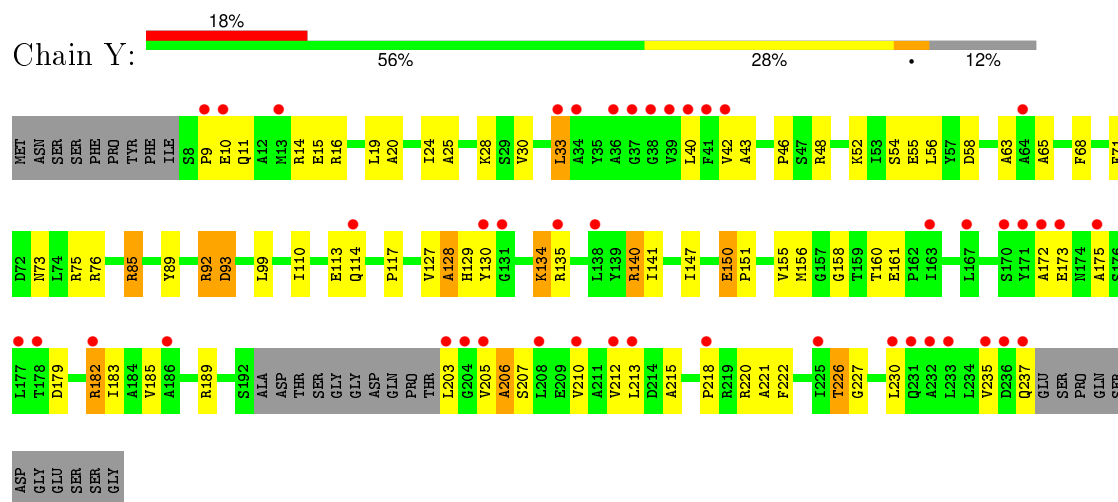 18%
Chain Y:
56% 28% • 12%
MET ASN SER SER PHE PRO TYR PHE ILE S8 P9 E10 Q11 A12 M13 R14 E15 R16 L19 A20 I24 A25 K28 S29 V30 L33 A34 Y35 A36 G37 G38 V39 L40 F41 V42 A43 P46 S47 R48 K52 I53 S54 E55 L56 Y57 D58 A63 A64 A65 F68 E71
D72 N73 L74 R75 R76 R85 Y89 R92 D93 L99 I110 E113 Q114 P117 V127 A128 H129 Y130 G131 K134 R135 L138 Y139 R140 I141 I147 E150 P151 V155 M156 G157 G158 T159 T160 E161 P162 I163 L167 S170 Y171 A172 E173 N174 A175 S176
L177 T178 D179 R182 I183 A184 V185 A186 R189 S192 ALA ASP THR SER GLY GLY ASP GLN PRO THR L203 G204 V205 A206 S207 L208 E209 V210 A211 V212 L213 D214 A215 P218 R219 R220 A221 F222 I225 T226 G227 L230 Q231 A232 L233 L234 V235 D236 Q237 GLU SER PRO GLN SER
ASP GLY GLU SER SER GLY